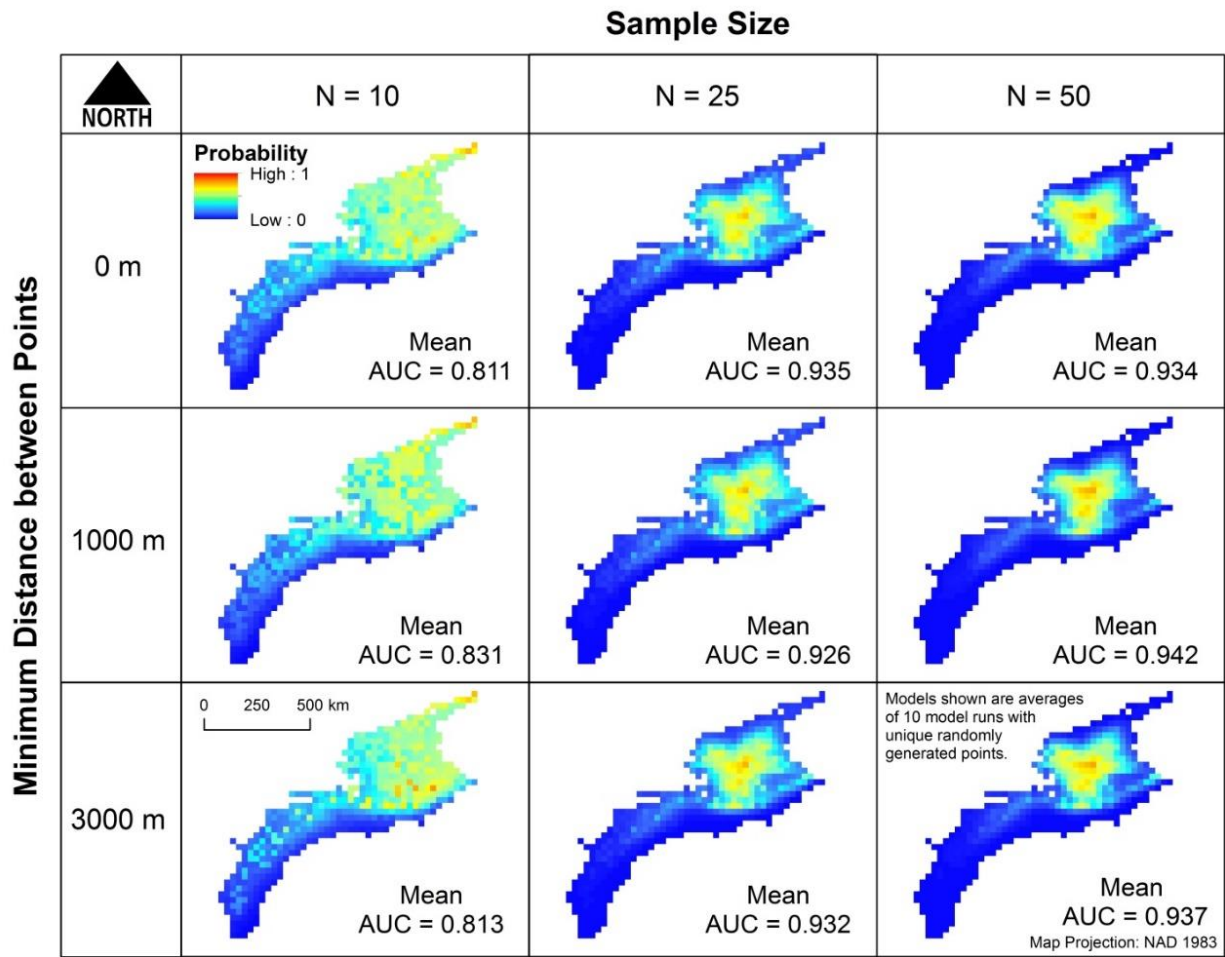 Sample Size
NORTH
N = 10
N = 25
N = 50
Minimum Distance between Points
0 m
Probability
High : 1
Low : 0
Mean
AUC = 0.811
Mean
AUC = 0.935
Mean
AUC = 0.934
1000 m
Mean
AUC = 0.831
Mean
AUC = 0.926
Mean
AUC = 0.942
3000 m
0 250 500 km
Mean
AUC = 0.813
Mean
AUC = 0.932
Models shown are averages
of 10 model runs with
unique randomly
generated points.
Mean
AUC = 0.937
Map Projection: NAD 1983